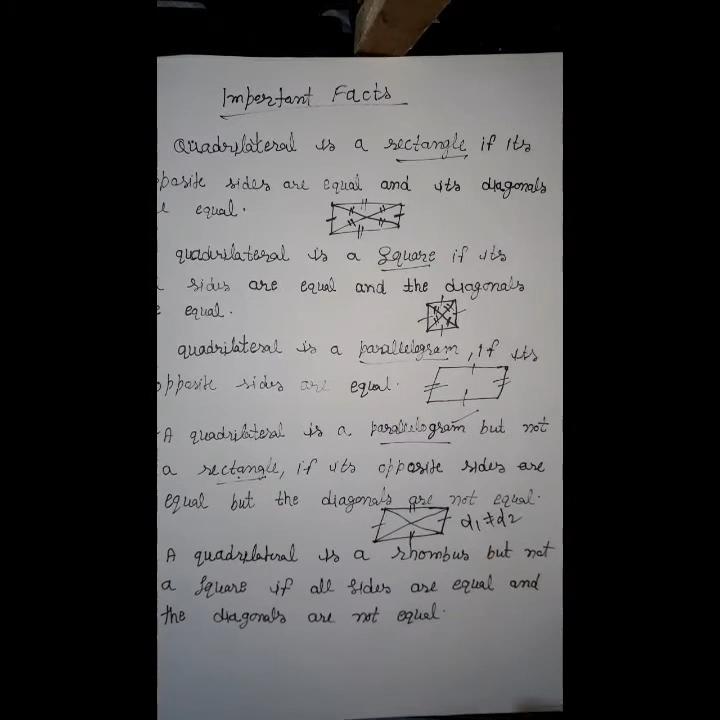 Important Facts
Quadrilateral is a rectangle if its
pposite sides are equal and its diagonals
e equal.
quadrilateral is a square if its
l sides are equal and the diagonals
e equal.
quadrilateral is a parallelogram, if its
opposite sides are equal.
A quadrilateral is a parallelogram but not
a rectangle, if its opposite sides are
equal but the diagonals are not equal.
d1 ≠ d2
A quadrilateral is a rhombus but not
a square if all sides are equal and
the diagonals are not equal.